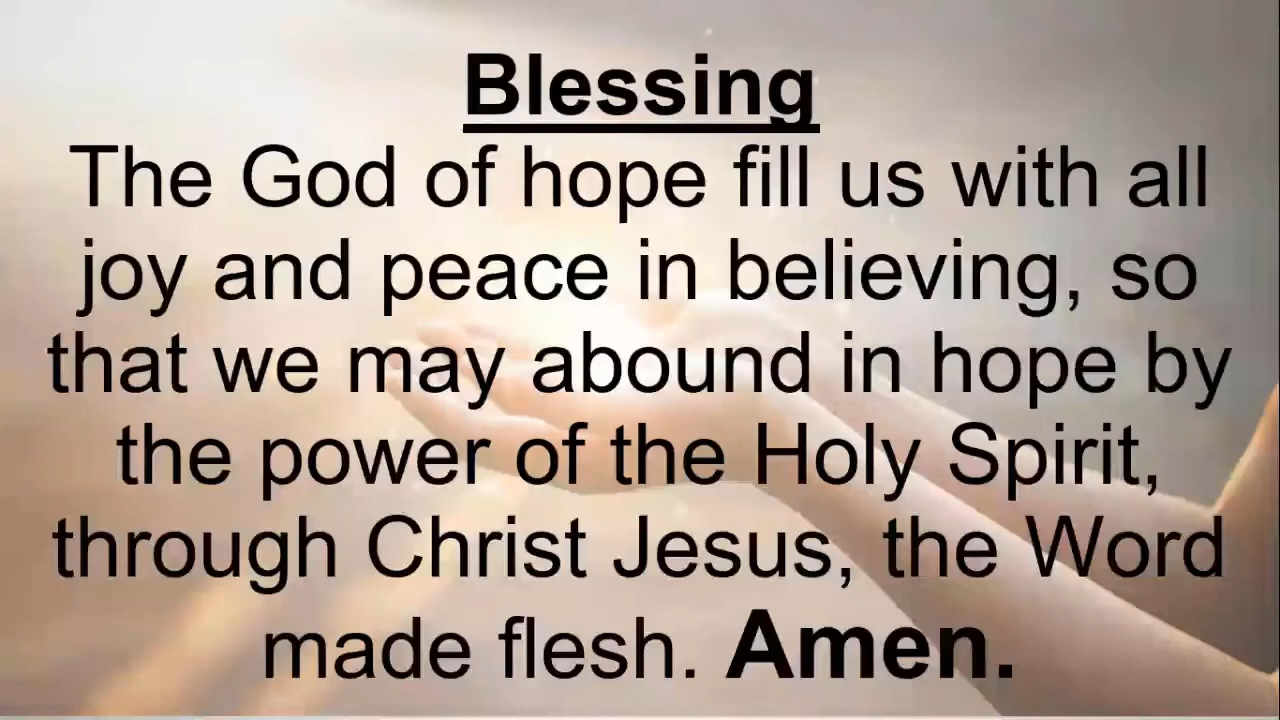 Blessing
The God of hope fill us with all
joy and peace in believing, so
that we may abound in hope by
the power of the Holy Spirit,
through Christ Jesus, the Word
made flesh. Amen.